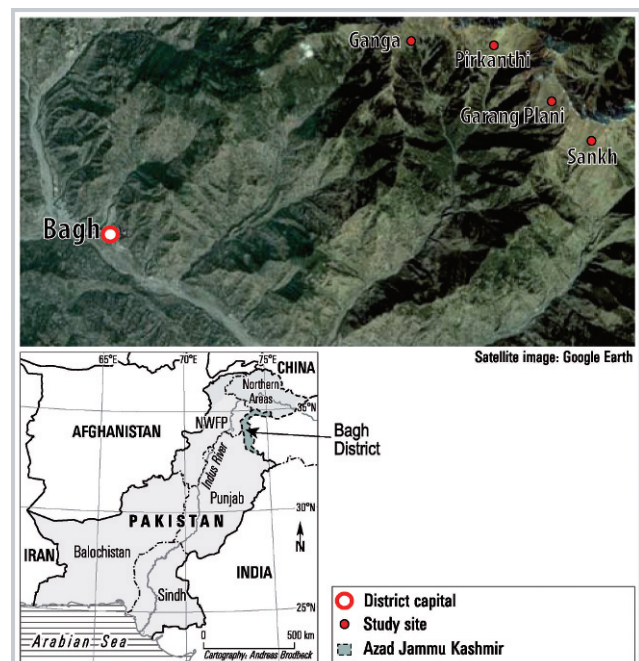 Ganga
Pirkanthi
Garang Plani
Sankh
Bagh
Satellite image: Google Earth
65°E
70°E
75°E
CHINA
Northern
Areas
35°N
NWFP
AFGHANISTAN
Bagh
District
Indus River
Punjab
30°N
PAKISTAN
N
IRAN
Balochistan
INDIA
Sindh
25°N
Arabian Sea
0 500 km
Cartography: Andreas Brodbeck
District capital
Study site
Azad Jammu Kashmir